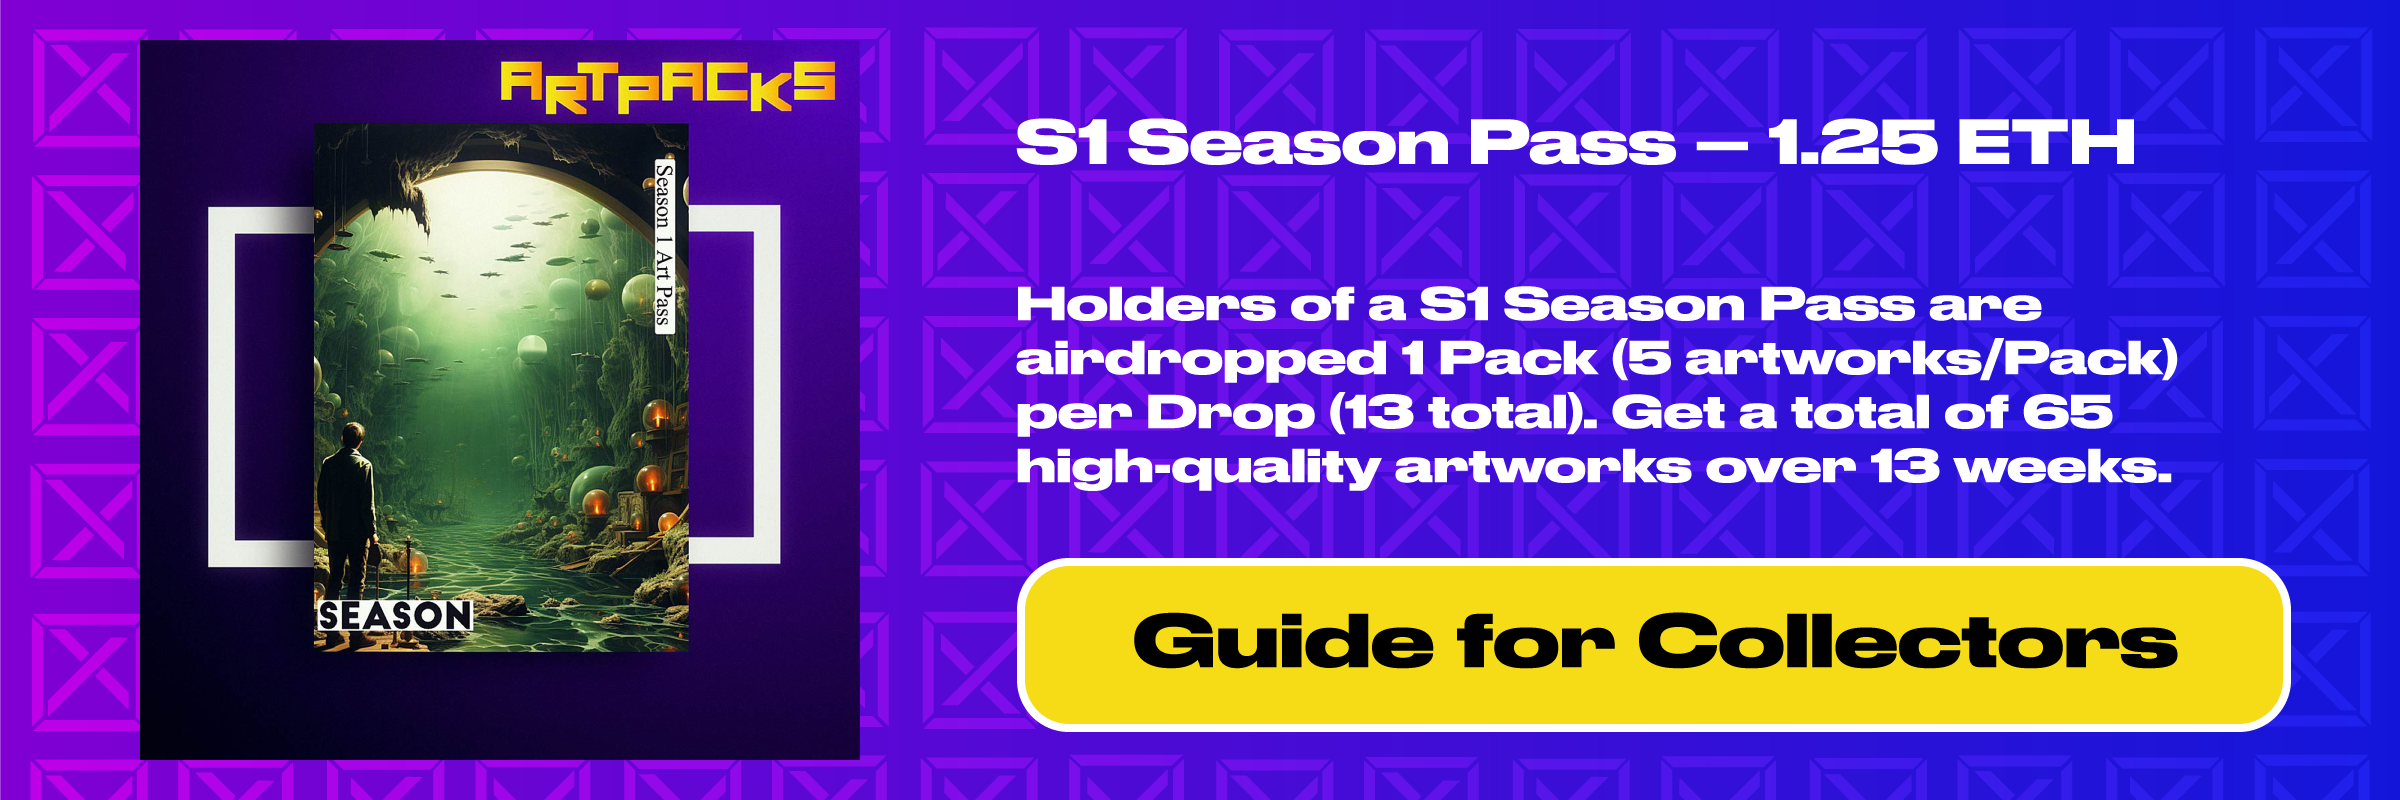 ARTPACKS
Season 1 Art Pass
SEASON
S1 Season Pass – 1.25 ETH
Holders of a S1 Season Pass are
airdropped 1 Pack (5 artworks/Pack)
per Drop (13 total). Get a total of 65
high-quality artworks over 13 weeks.
Guide for Collectors